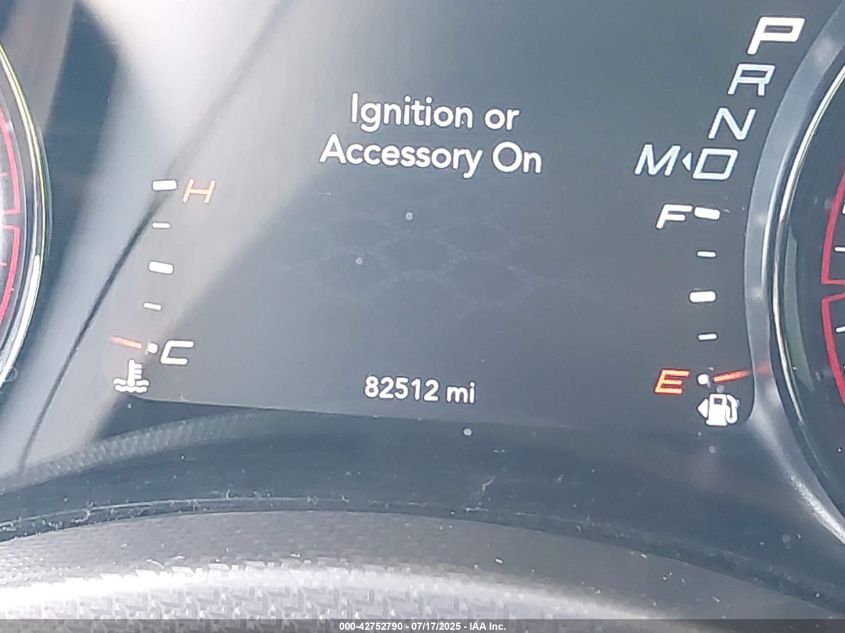 P
R
N
M D
Ignition or
Accessory On
H
F
C
E
82512 mi
000-42752790 - 07/17/2025 - IAA Inc.